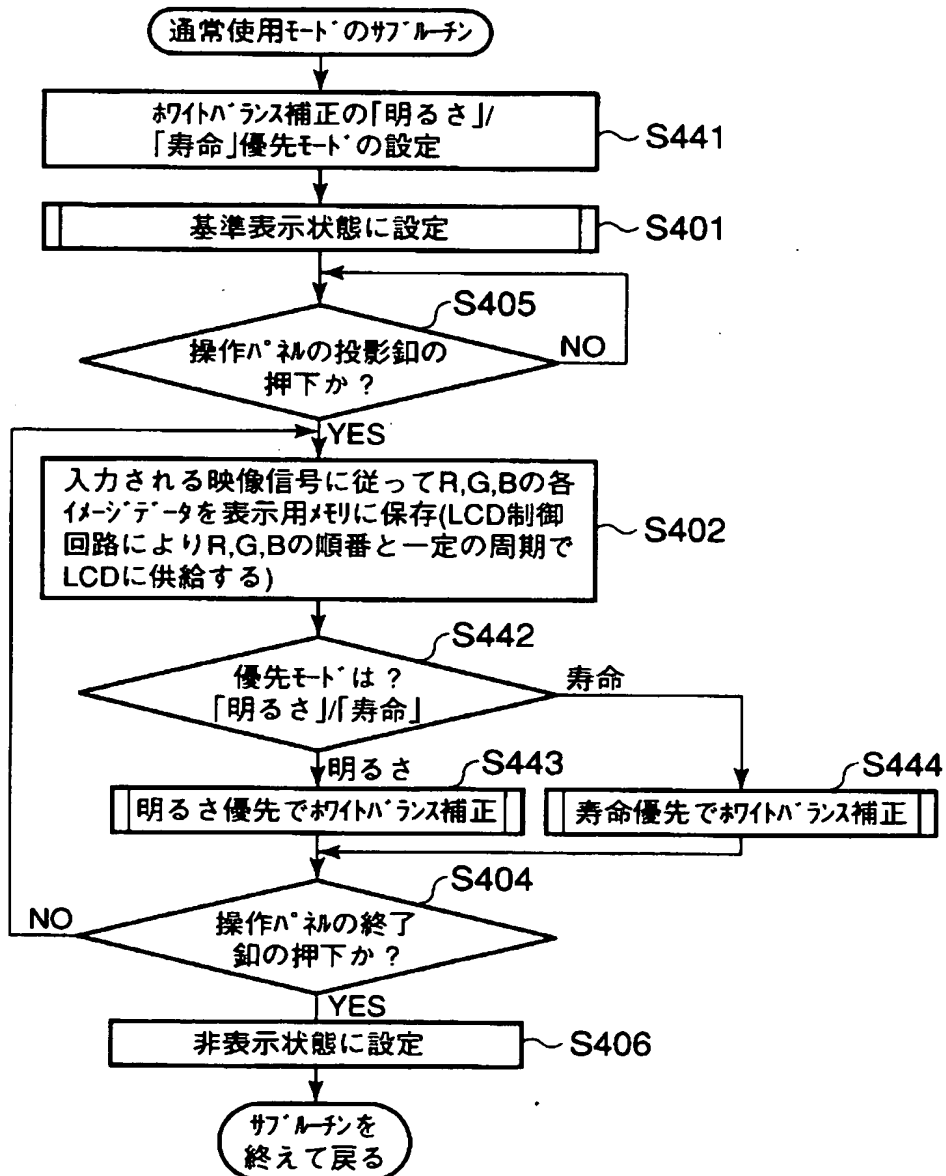 通常使用モードのサブルーチン
ホワイトバランス補正の「明るさ」/
「寿命」優先モードの設定
S441
基準表示状態に設定
S401
S405
操作パネルの投影釦の
押下か?
NO
YES
入力される映像信号に従ってR,G,Bの各
イメージデータを表示用メモリに保存(LCD制御
回路によりR,G,Bの順番と一定の周期で
LCDに供給する)
S402
S442
優先モードは?
「明るさ」/「寿命」
寿命
明るさ
S443
明るさ優先でホワイトバランス補正
S444
寿命優先でホワイトバランス補正
S404
操作パネルの終了
釦の押下か?
NO
YES
非表示状態に設定
S406
サブルーチンを
終えて戻る